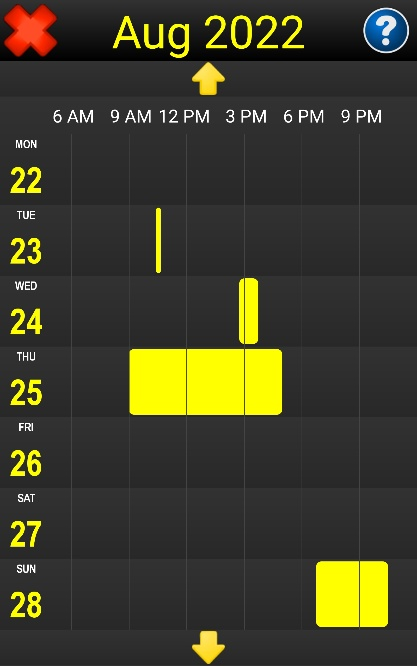 Aug 2022
?
6 AM 9 AM 12 PM 3 PM 6 PM 9 PM
MON
22
TUE
23
WED
24
THU
25
FRI
26
SAT
27
SUN
28